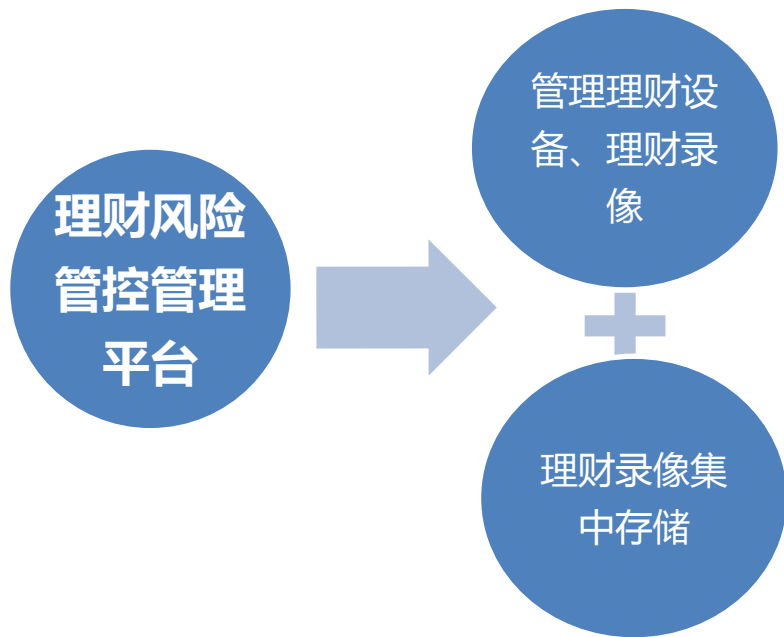 理财风险
管控管理
平台
管理理财设
备、理财录
像
理财录像集
中存储